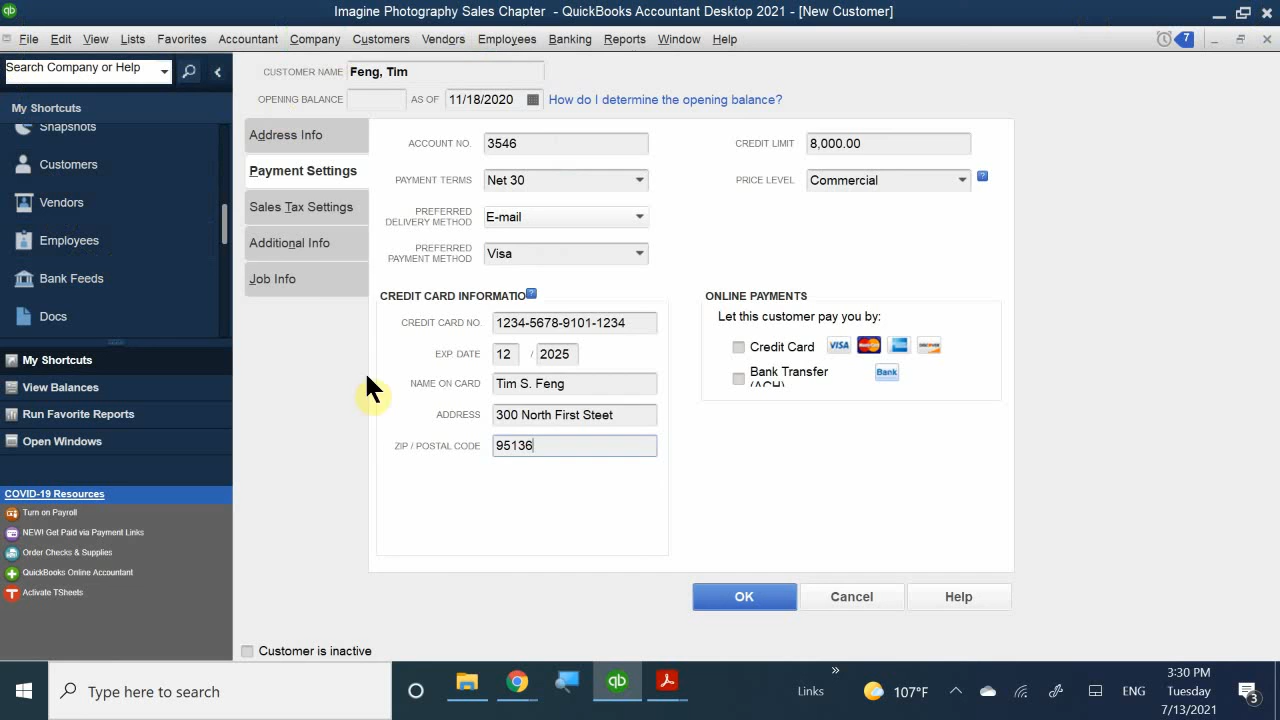 qb
Imagine Photography Sales Chapter - QuickBooks Accountant Desktop 2021 - [New Customer]
File Edit View Lists Favorites Accountant Company Customers Vendors Employees Banking Reports Window Help
7
Search Company or Help
My Shortcuts
Snapshots
Customers
Vendors
Employees
Bank Feeds
Docs
My Shortcuts
View Balances
Run Favorite Reports
Open Windows
COVID-19 Resources
Turn on Payroll
NEW! Get Paid via Payment Links
Order Checks & Supplies
QuickBooks Online Accountant
Activate TSheets
CUSTOMER NAME Feng, Tim
OPENING BALANCE AS OF 11/18/2020 How do I determine the opening balance?
Address Info
Payment Settings
Sales Tax Settings
Additional Info
Job Info
ACCOUNT NO. 3546
PAYMENT TERMS Net 30
PREFERRED
DELIVERY METHOD E-mail
PREFERRED
PAYMENT METHOD Visa
CREDIT LIMIT 8,000.00
PRICE LEVEL Commercial ?
CREDIT CARD INFORMATIO ?
CREDIT CARD NO. 1234-5678-9101-1234
EXP. DATE 12 / 2025
NAME ON CARD Tim S. Feng
ADDRESS 300 North First Steet
ZIP / POSTAL CODE 95136
ONLINE PAYMENTS
Let this customer pay you by:
Credit Card VISA MasterCard DISCOVER
Bank Transfer Bank
(ACH)
OK Cancel Help
Customer is inactive
Type here to search
qb
Links
107°F
ENG
3:30 PM
Tuesday
7/13/2021
3